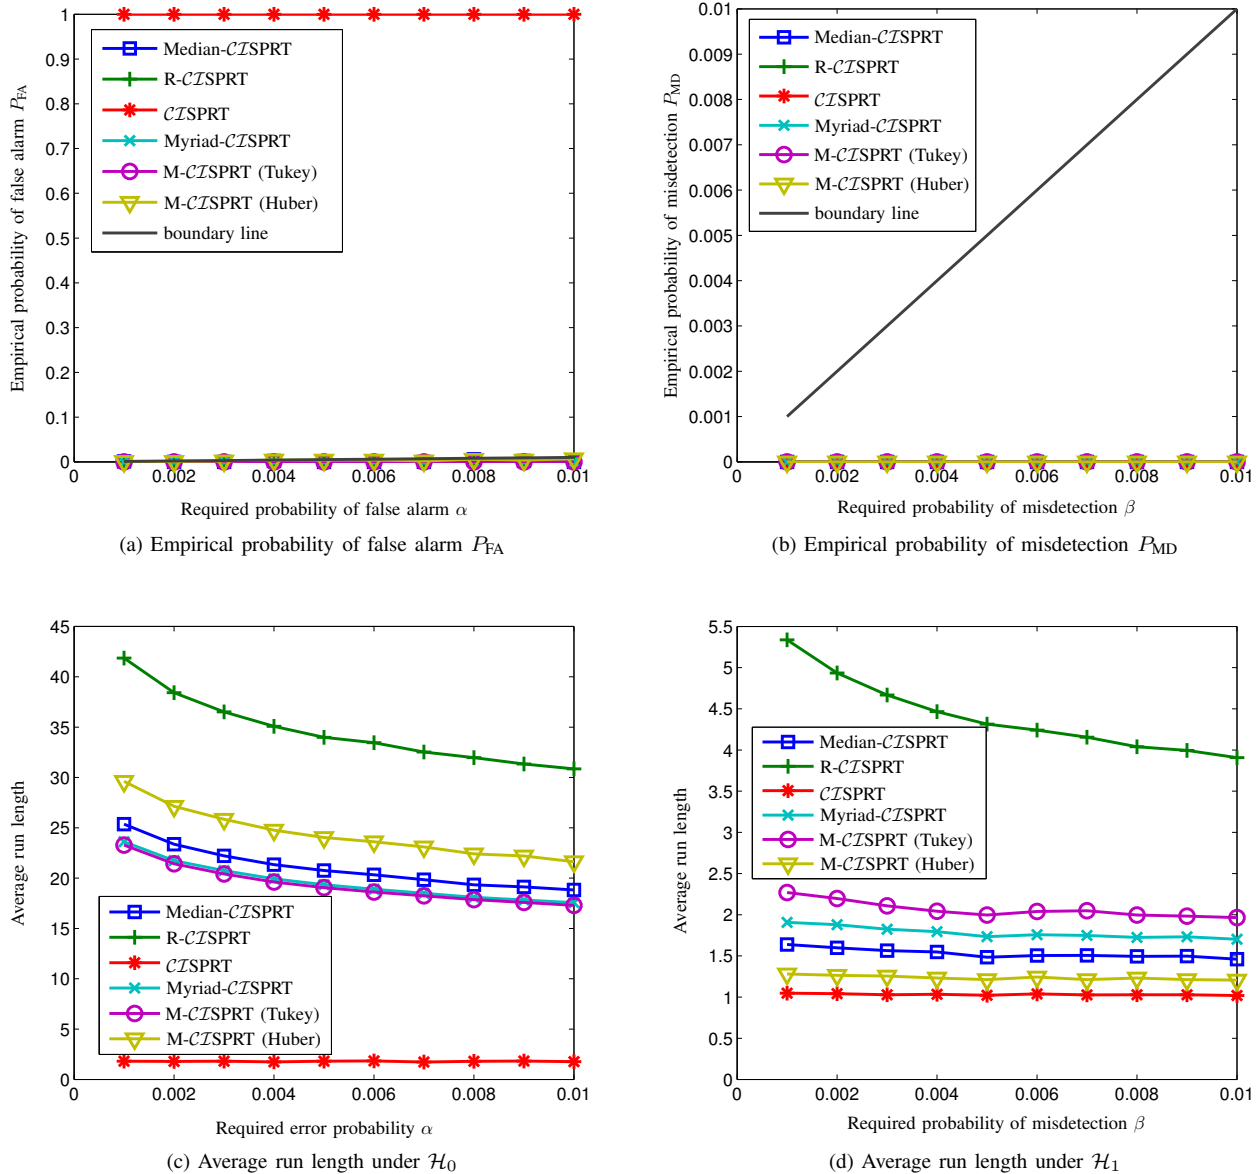 Empirical probability of false alarm P_FA
1
0.9
0.8
0.7
0.6
0.5
0.4
0.3
0.2
0.1
0
Median-𝒞ℐSPRT
R-𝒞ℐSPRT
𝒞ℐSPRT
Myriad-𝒞ℐSPRT
M-𝒞ℐSPRT (Tukey)
M-𝒞ℐSPRT (Huber)
boundary line
0 0.002 0.004 0.006 0.008 0.01
Required probability of false alarm α
(a) Empirical probability of false alarm P_FA
Empirical probability of misdetection P_MD
0.01
0.009
0.008
0.007
0.006
0.005
0.004
0.003
0.002
0.001
0
Median-𝒞ℐSPRT
R-𝒞ℐSPRT
𝒞ℐSPRT
Myriad-𝒞ℐSPRT
M-𝒞ℐSPRT (Tukey)
M-𝒞ℐSPRT (Huber)
boundary line
0 0.002 0.004 0.006 0.008 0.01
Required probability of misdetection β
(b) Empirical probability of misdetection P_MD
Average run length
45
40
35
30
25
20
15
10
5
0
Median-𝒞ℐSPRT
R-𝒞ℐSPRT
𝒞ℐSPRT
Myriad-𝒞ℐSPRT
M-𝒞ℐSPRT (Tukey)
M-𝒞ℐSPRT (Huber)
0 0.002 0.004 0.006 0.008 0.01
Required error probability α
(c) Average run length under ℋ₀
Average run length
5.5
5
4.5
4
3.5
3
2.5
2
1.5
1
0.5
0
Median-𝒞ℐSPRT
R-𝒞ℐSPRT
𝒞ℐSPRT
Myriad-𝒞ℐSPRT
M-𝒞ℐSPRT (Tukey)
M-𝒞ℐSPRT (Huber)
0 0.002 0.004 0.006 0.008 0.01
Required probability of misdetection β
(d) Average run length under ℋ₁